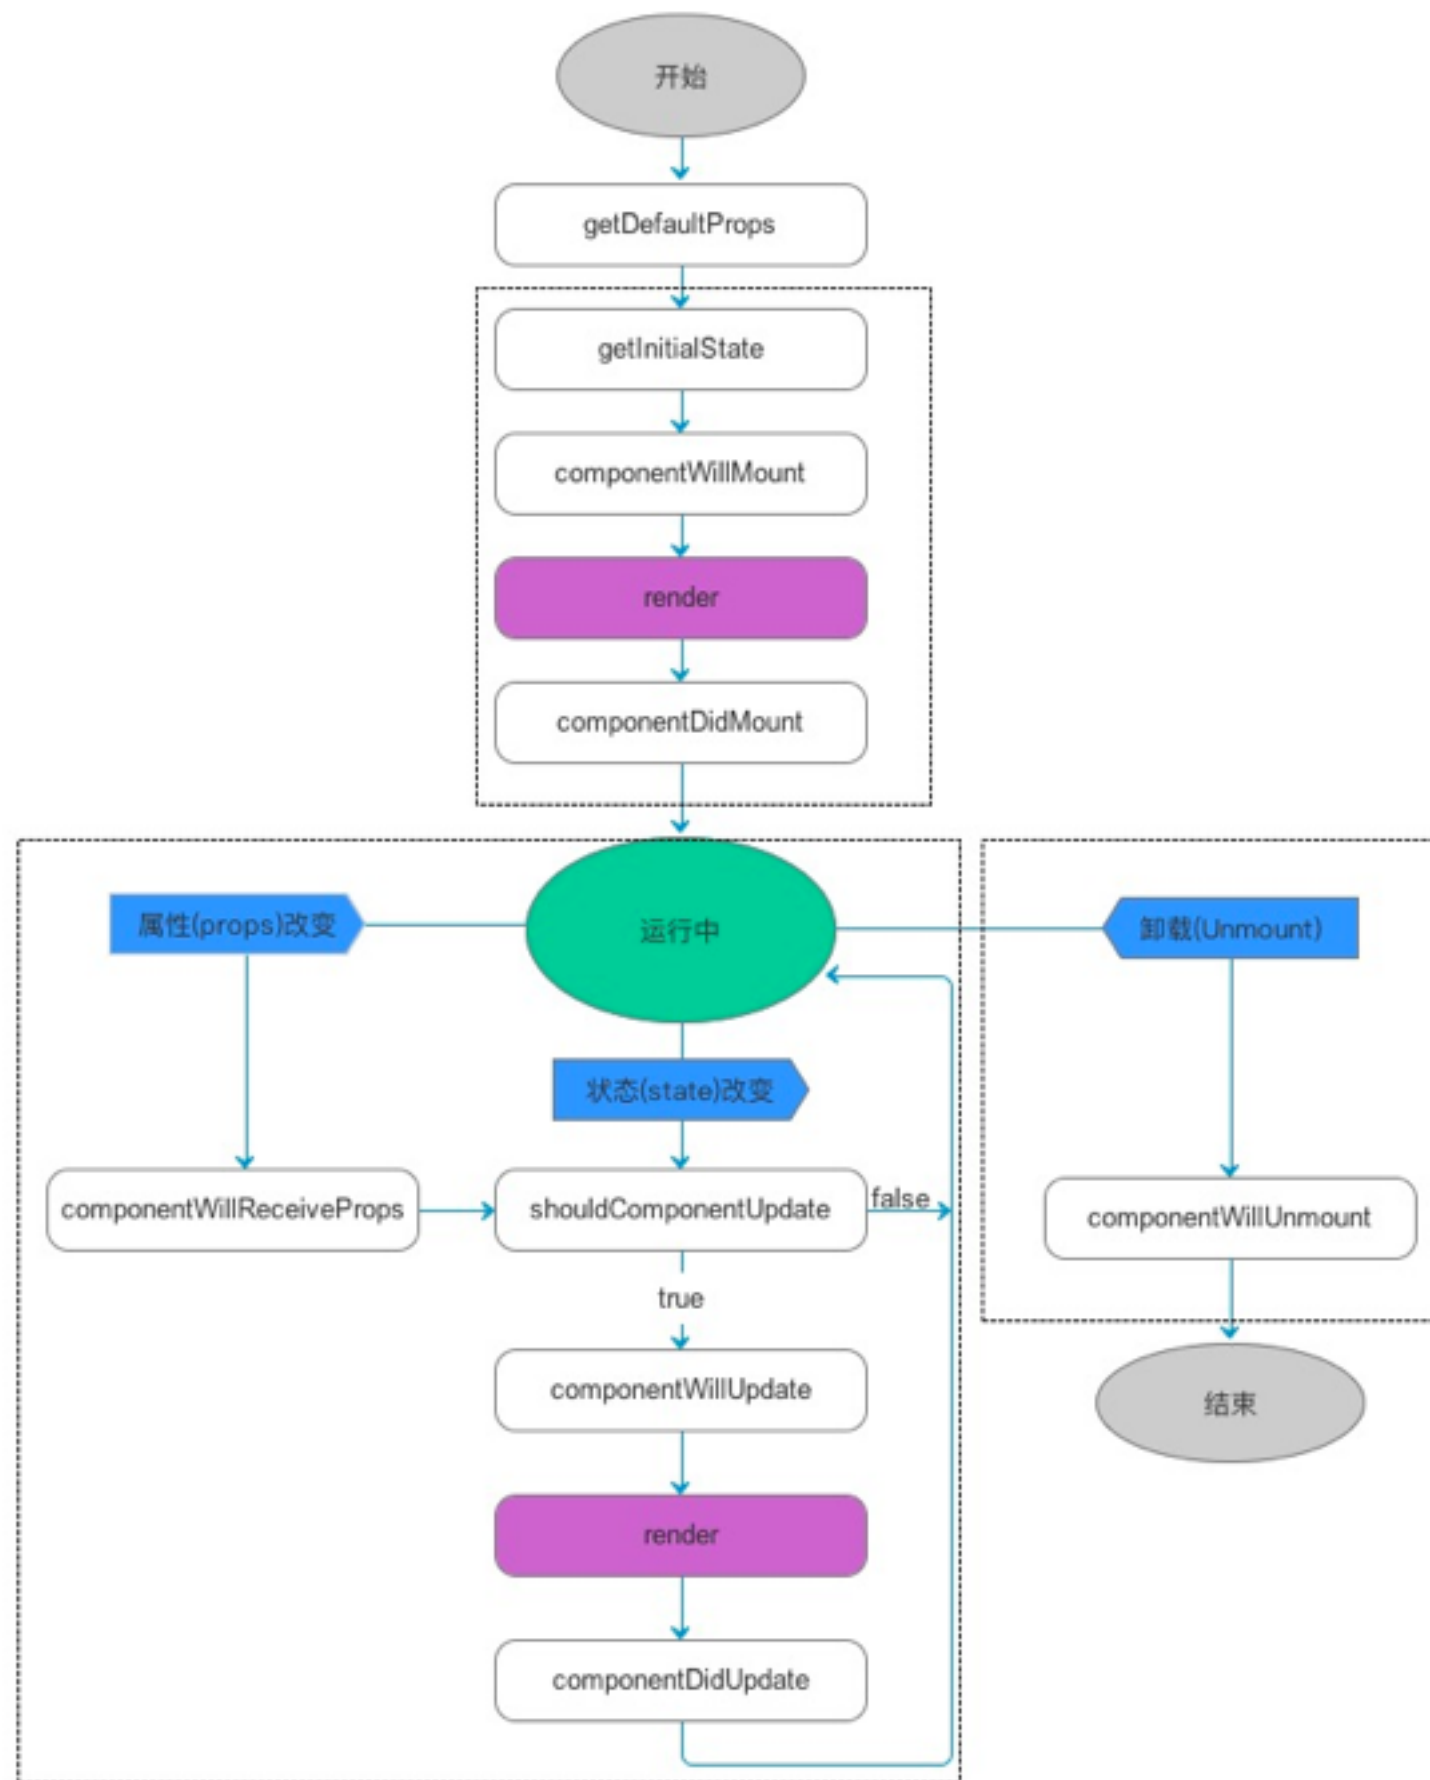 开始
getDefaultProps
getInitialState
componentWillMount
render
componentDidMount
属性(props)改变
运行中
卸载(Unmount)
状态(state)改变
componentWillReceiveProps
shouldComponentUpdate
false
componentWillUnmount
true
componentWillUpdate
结束
render
componentDidUpdate